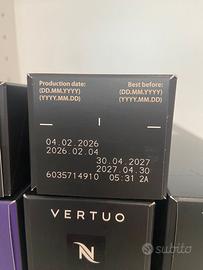 Production date: Best before:
(DD.MM.YYYY) (DD.MM.YYYY)
(YYYY.MM.DD) (YYYY.MM.DD)
04.02.2026
2026.02.04
30.04.2027
2027.04.30
6035714910 05:31 2A
VERTUO
N
subito